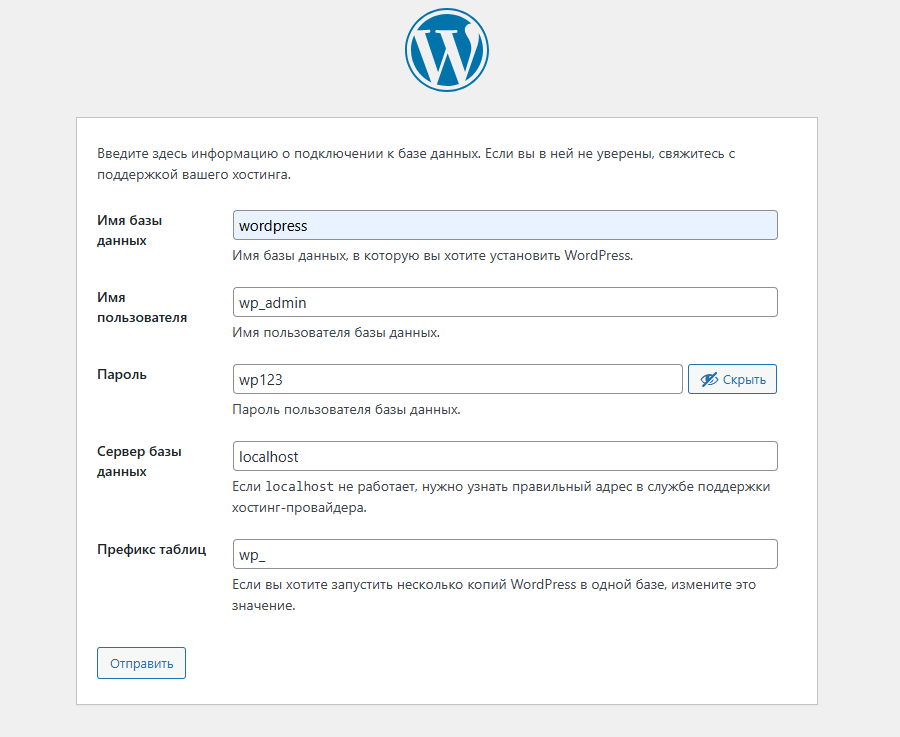 Введите здесь информацию о подключении к базе данных. Если вы в ней не уверены, свяжитесь с
поддержкой вашего хостинга.
Имя базы
данных
wordpress
Имя базы данных, в которую вы хотите установить WordPress.
Имя
пользователя
wp_admin
Имя пользователя базы данных.
Пароль
wp123
Скрыть
Пароль пользователя базы данных.
Сервер базы
данных
localhost
Если localhost не работает, нужно узнать правильный адрес в службе поддержки
хостинг-провайдера.
Префикс таблиц
wp_
Если вы хотите запустить несколько копий WordPress в одной базе, измените это
значение.
Отправить